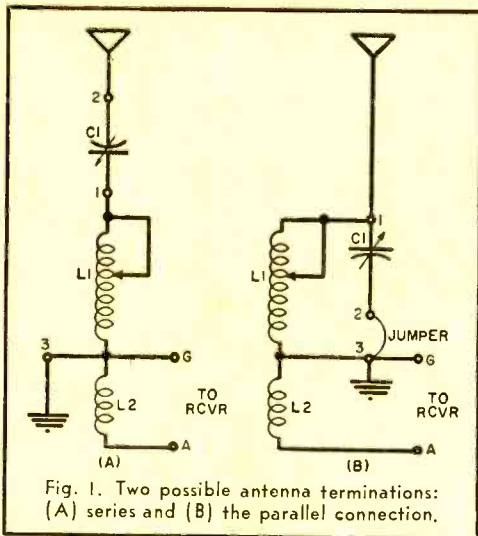 2
C1
1
L1
3
G
L2
TO
RCVR
A
(A)
1
C1
L1
2
JUMPER
3
G
L2
TO
RCVR
A
(B)
Fig. 1. Two possible antenna terminations:
(A) series and (B) the parallel connection.